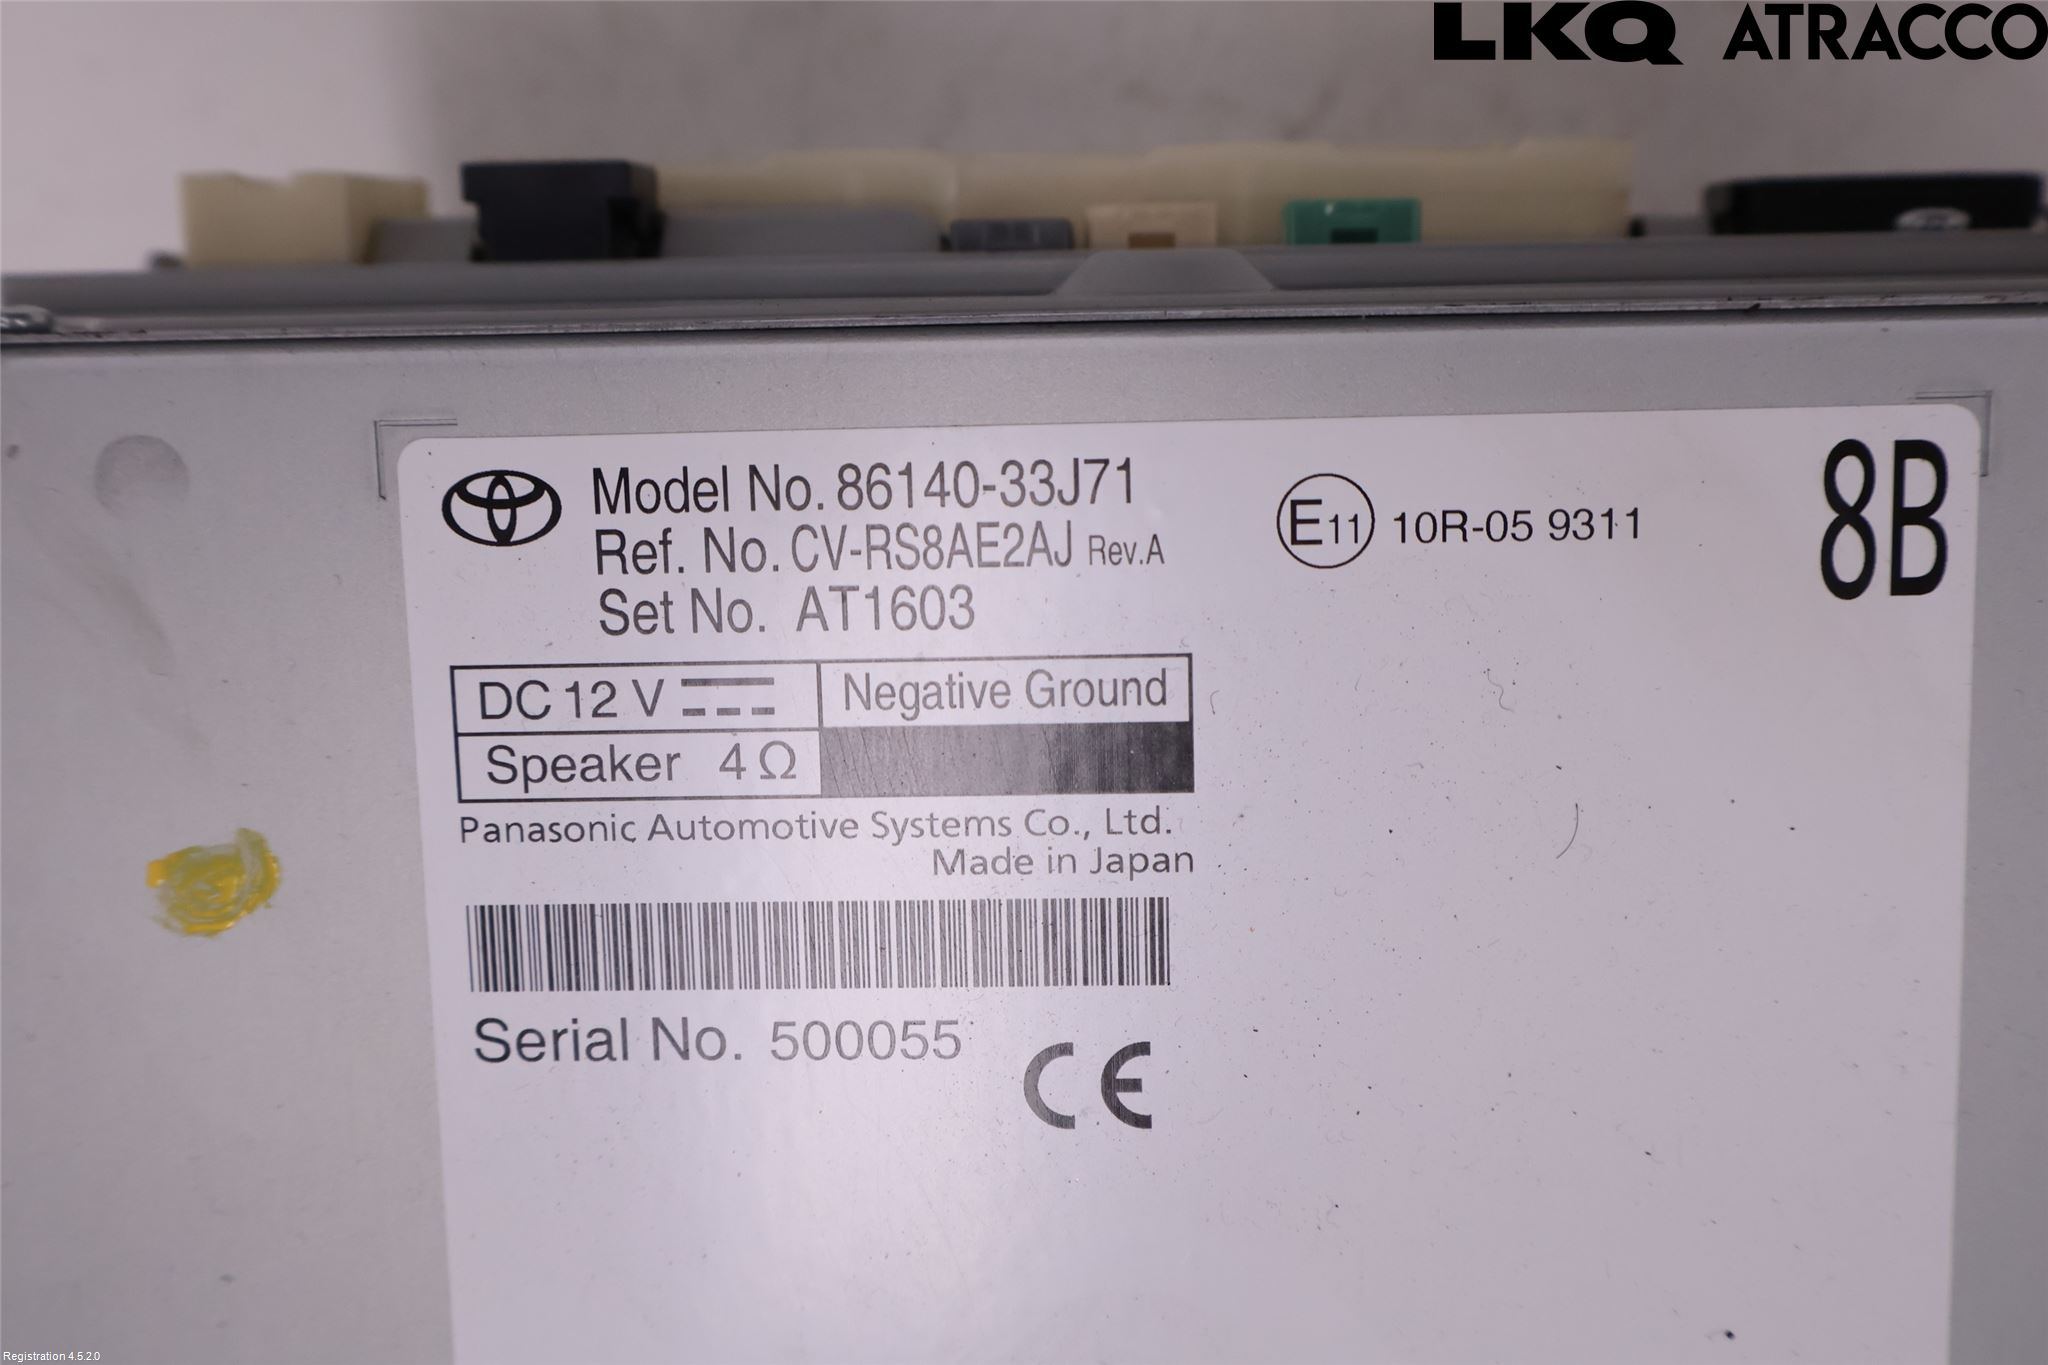 LKQ ATRACCO
Model No. 86140-33J71
Ref. No. CV-RS8AE2AJ Rev.A
Set No. AT1603
E11 10R-05 9311
8B
DC 12 V Negative Ground
Speaker 4 Ω
Panasonic Automotive Systems Co., Ltd.
Made in Japan
Serial No. 500055
CE
Registration 4.5.2.0